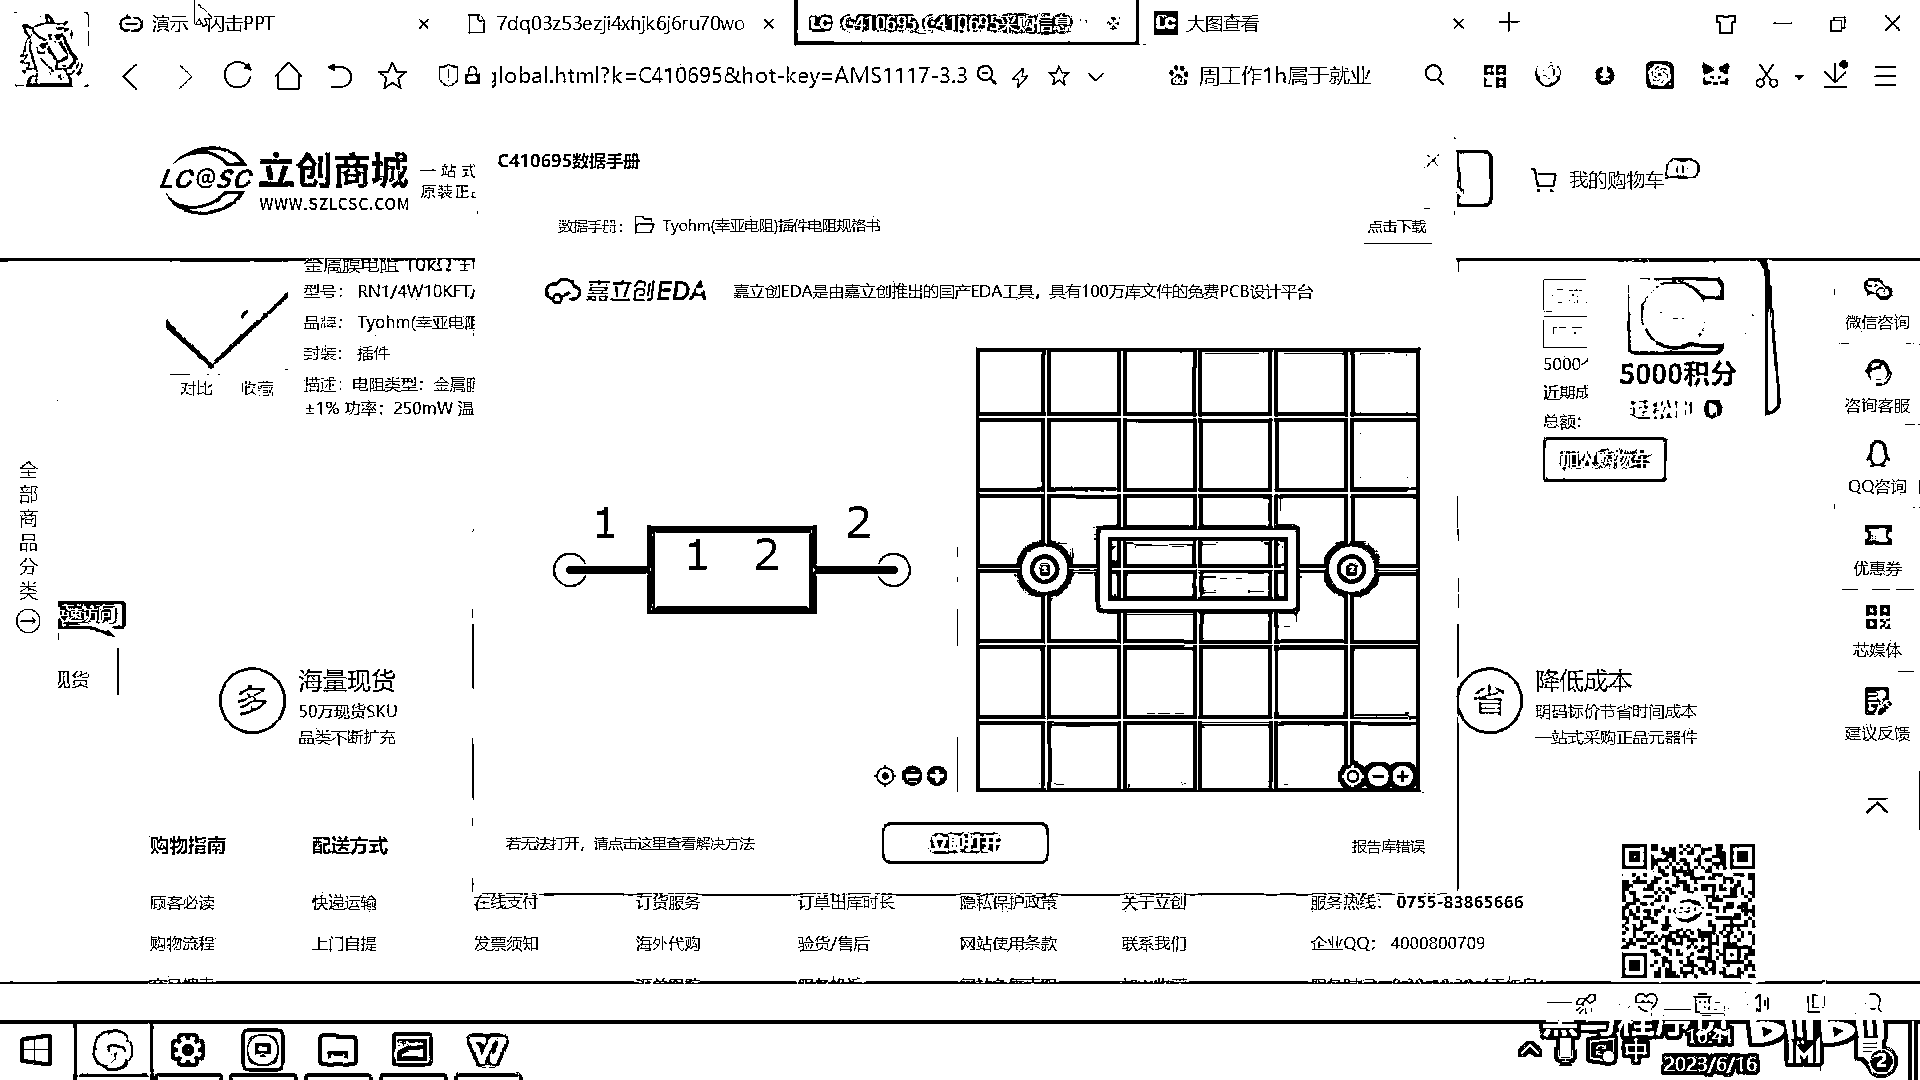 演示 闪击PPT
7dq03z53ezji4xhjk6j6ru70wo
C410695,C410695采购信息
大图查看
global.html?k=C410695&hot-key=AMS1117-3.3
周工作1h属于就业
LC@SC 立创商城
WWW.SZLCSC.COM
一站式
原装正品
C410695数据手册
我的购物车
数据手册: Tyohm(幸亚电阻)插件电阻规格书
点击下载
嘉立创EDA
嘉立创EDA是由嘉立创推出的国产EDA工具，具有100万库文件的免费PCB设计平台
金属膜电阻 10kΩ
型号: RN1/4W10KFT/
品牌: Tyohm(幸亚电阻
封装: 插件
描述: 电阻类型: 金属膜
±1% 功率: 250mW 温
对比 收藏
5000
近期成
总额:
加入购物车
5000积分
微信咨询
咨询客服
QQ咨询
优惠券
芯媒体
建议反馈
全部商品分类
快速访问
现货
1 2
1 2
多
海量现货
50万现货SKU
品类不断扩充
省
降低成本
明码标价节省时间成本
一站式采购正品元器件
若无法打开，请点击这里查看解决方法
立即打开
报告库错误
购物指南
配送方式
顾客必读
快递运输
在线支付
订货服务
订单出库时长
隐私保护政策
关于立创
服务热线: 0755-83865666
购物流程
上门自提
发票须知
海外代购
验货/售后
网站使用条款
联系我们
企业QQ: 4000800709
黑马程序员
中
16:41
2023/6/16
2